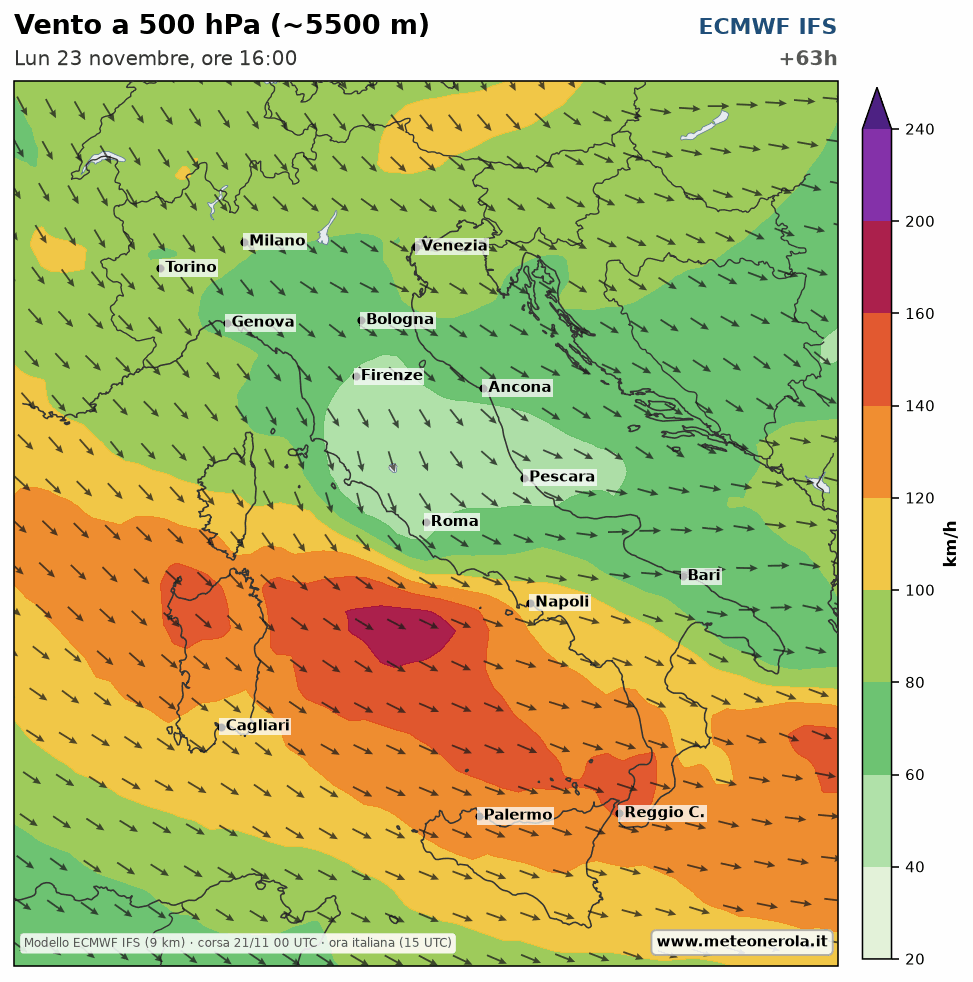 Vento a 500 hPa (~5500 m)
ECMWF IFS
Lun 23 novembre, ore 16:00
+63h
240
200
160
140
120
100
80
60
40
20
km/h
Milano
Venezia
Torino
Genova
Bologna
Firenze
Ancona
Pescara
Roma
Bari
Napoli
Cagliari
Palermo
Reggio C.
Modello ECMWF IFS (9 km) · corsa 21/11 00 UTC · ora italiana (15 UTC)
www.meteonerola.it